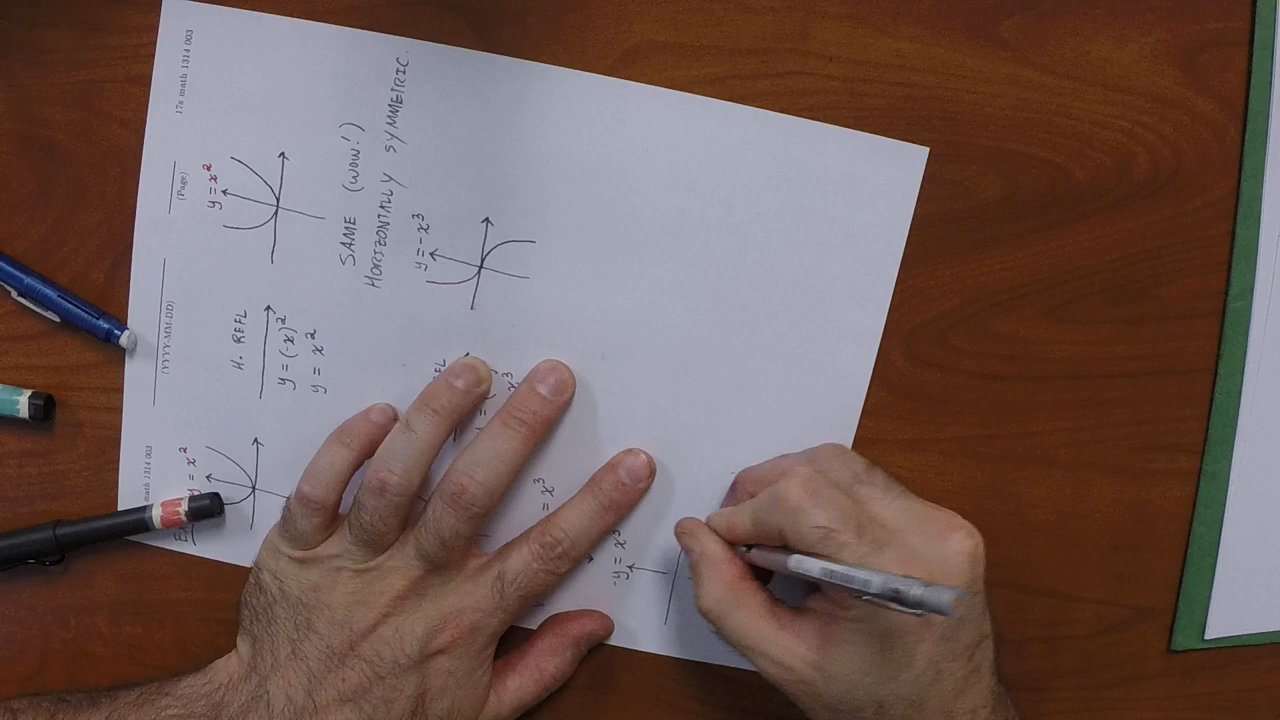 math 1314 003
(YYYY-MM-DD)
(Page)
17s math 1314 003
y = x²
H. REFL
y = (-x)²
y = x²
y = x²
SAME (WOW!)
HORIZONTALLY SYMMETRIC.
y = -x³
x³
= x³
-y = x³